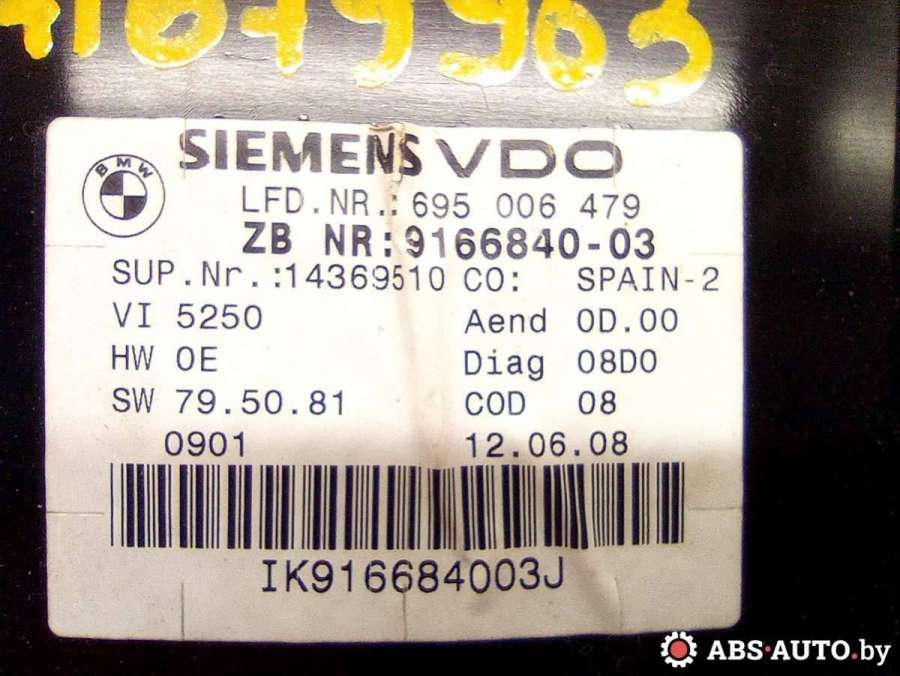 SIEMENS VDO
BMW
LFD.NR.: 695 006 479
ZB NR:9166840-03
SUP.Nr.:14369510 CO: SPAIN-2
VI 5250 Aend 0D.00
HW 0E Diag 08D0
SW 79.50.81 COD 08
0901 12.06.08
IK916684003J
ABS-AUTO.by